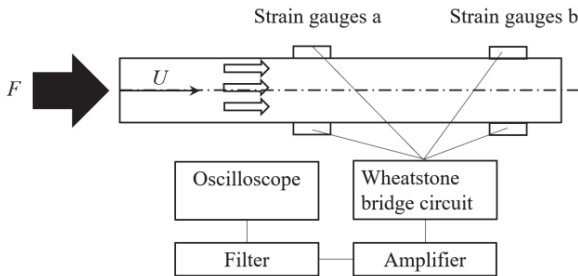 Strain gauges a
Strain gauges b
F
U
Oscilloscope
Wheatstone
bridge circuit
Filter
Amplifier